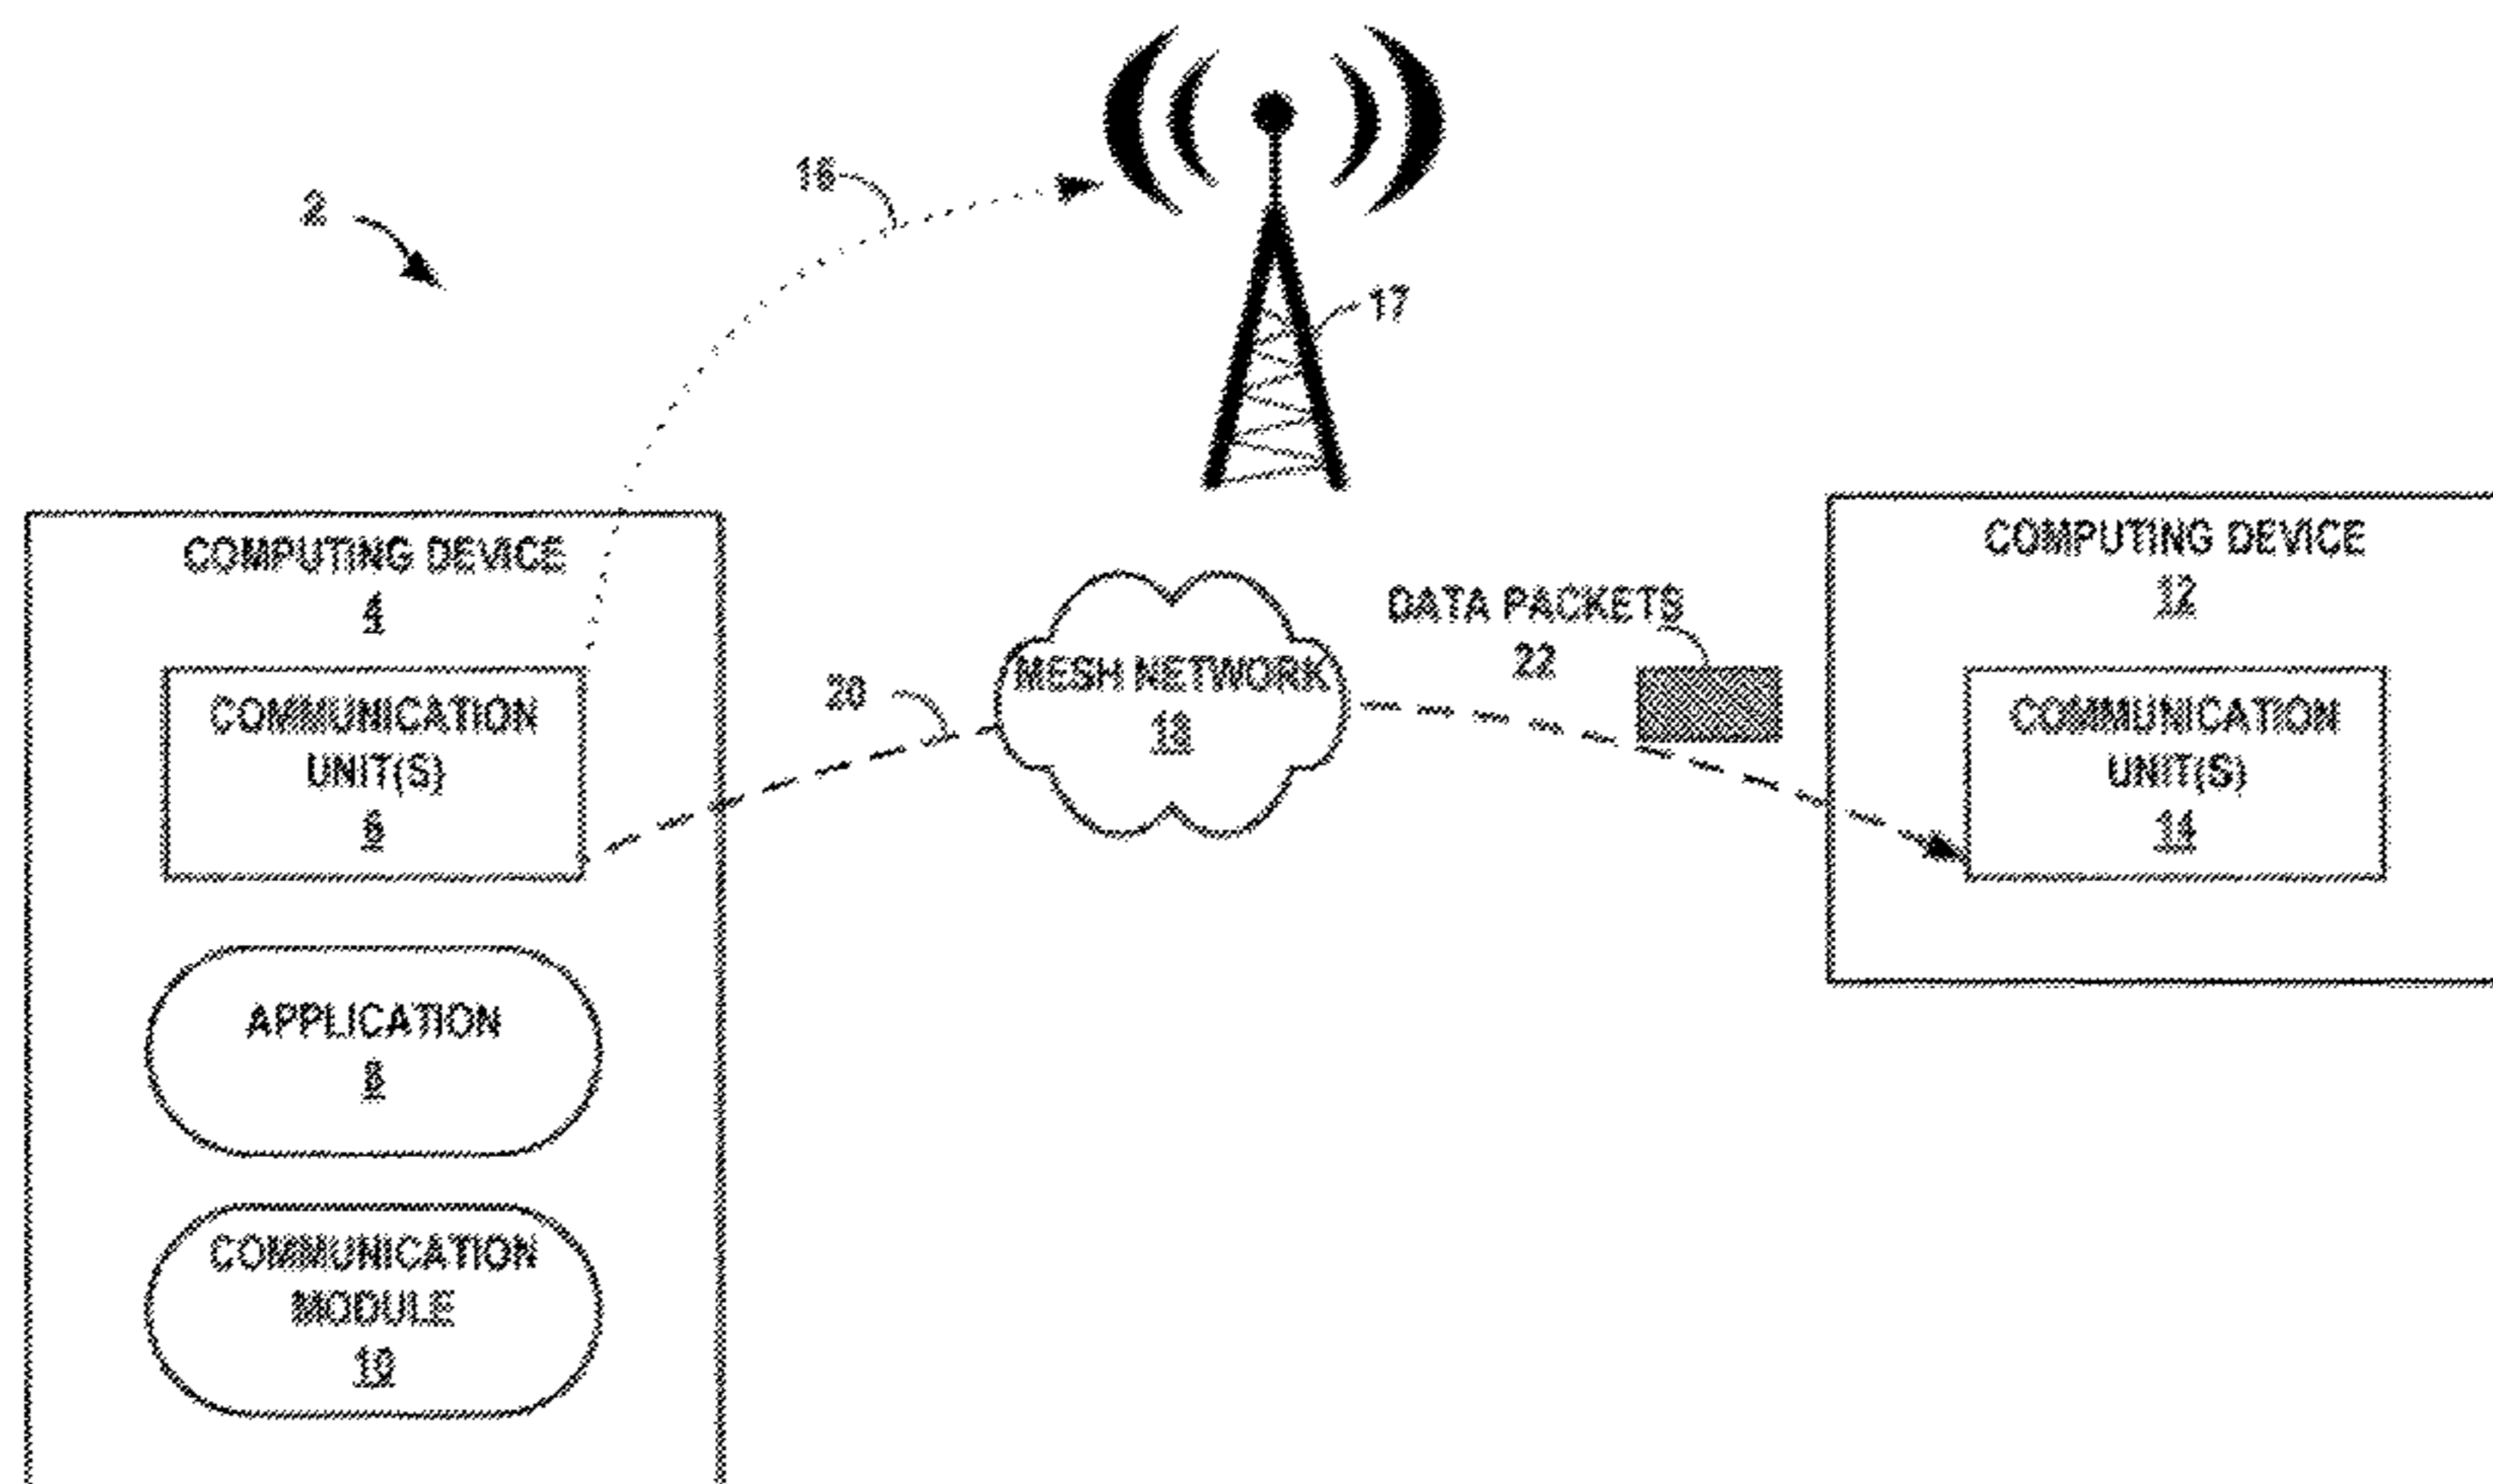 16
2
17
COMPUTING DEVICE
4
COMMUNICATION
UNIT(S)
6
APPLICATION
8
COMMUNICATION
MODULE
10
20
MESH NETWORK
18
DATA PACKETS
22
COMPUTING DEVICE
12
COMMUNICATION
UNIT(S)
14